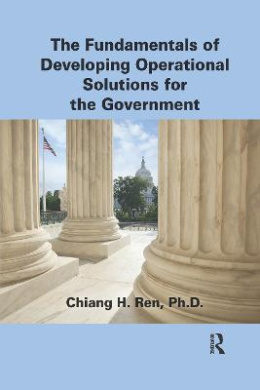 The Fundamentals of
Developing Operational
Solutions for
the Government
Chiang H. Ren, Ph.D.
R